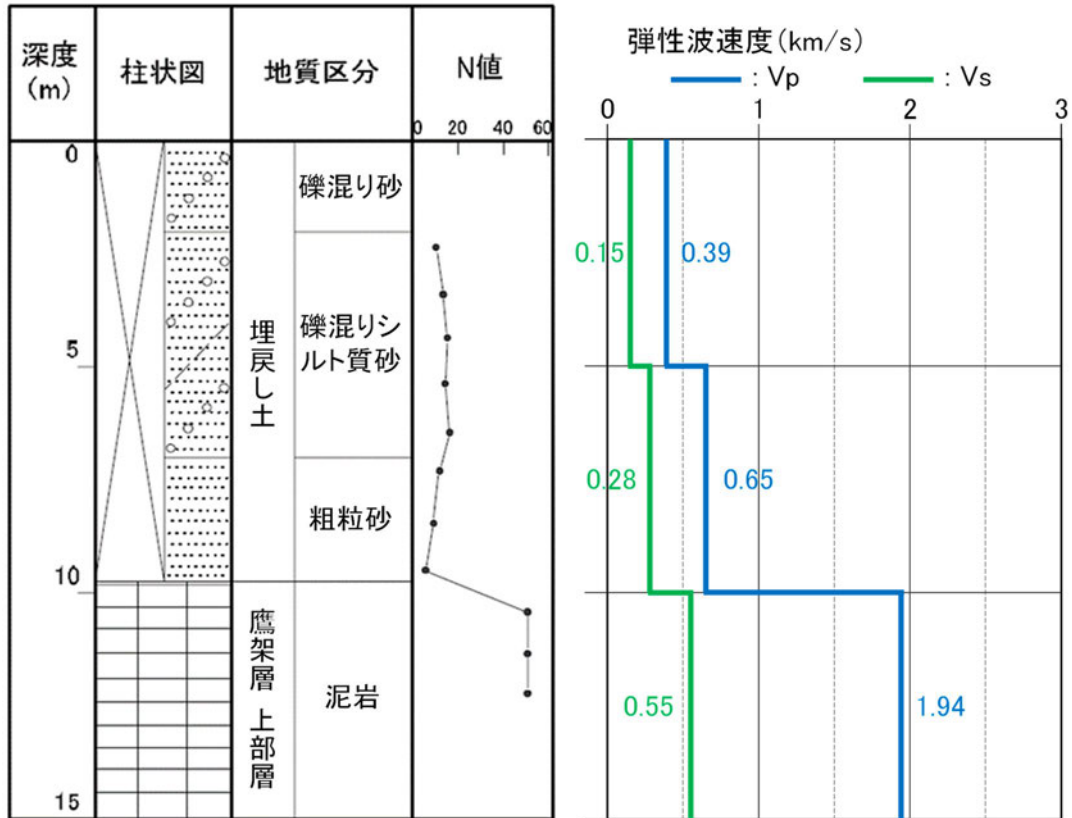 深度
(m)
柱状図
地質区分
N値
0 20 40 60
0
5
10
15
埋戻し土
礫混り砂
礫混りシ
ルト質砂
粗粒砂
鷹架層 上部層
泥岩
弾性波速度(km/s)
: Vp : Vs
0 1 2 3
0.15 0.39
0.28 0.65
0.55 1.94